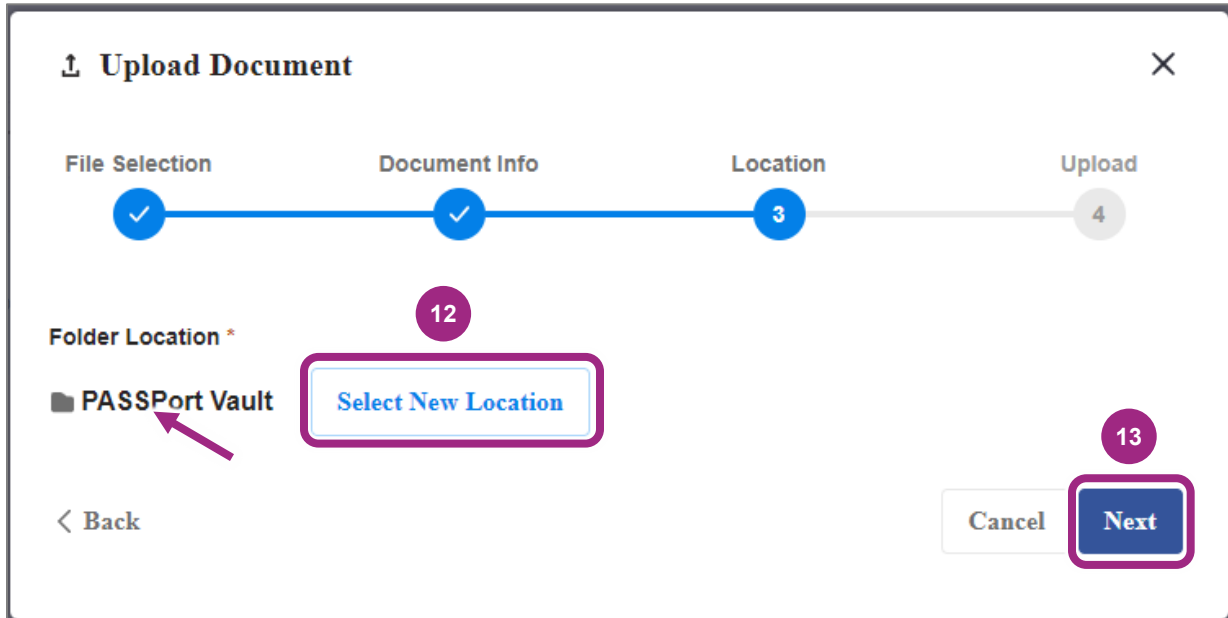 Upload Document
File Selection Document Info Location Upload
3 4
12
Folder Location *
PASSPort Vault Select New Location
13
Back Cancel Next